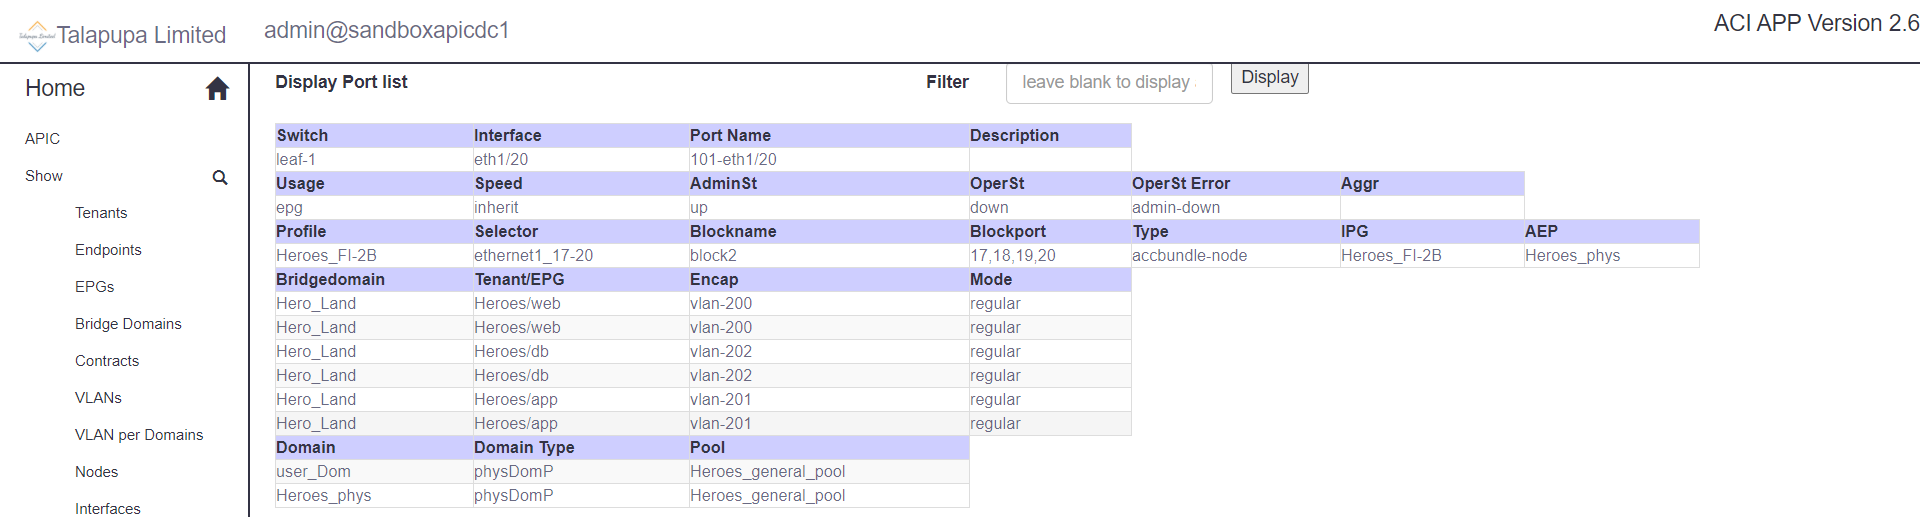 Talapupa Limited
Talapupa Limited admin@sandboxapicdc1 ACI APP Version 2.6
Home
APIC
Show
Tenants
Endpoints
EPGs
Bridge Domains
Contracts
VLANs
VLAN per Domains
Nodes
Interfaces
Display Port list Filter leave blank to display Display
Switch Interface Port Name Description
leaf-1 eth1/20 101-eth1/20
Usage Speed AdminSt OperSt OperSt Error Aggr
epg inherit up down admin-down
Profile Selector Blockname Blockport Type IPG AEP
Heroes_FI-2B ethernet1_17-20 block2 17,18,19,20 accbundle-node Heroes_FI-2B Heroes_phys
Bridgedomain Tenant/EPG Encap Mode
Hero_Land Heroes/web vlan-200 regular
Hero_Land Heroes/web vlan-200 regular
Hero_Land Heroes/db vlan-202 regular
Hero_Land Heroes/db vlan-202 regular
Hero_Land Heroes/app vlan-201 regular
Hero_Land Heroes/app vlan-201 regular
Domain Domain Type Pool
user_Dom physDomP Heroes_general_pool
Heroes_phys physDomP Heroes_general_pool